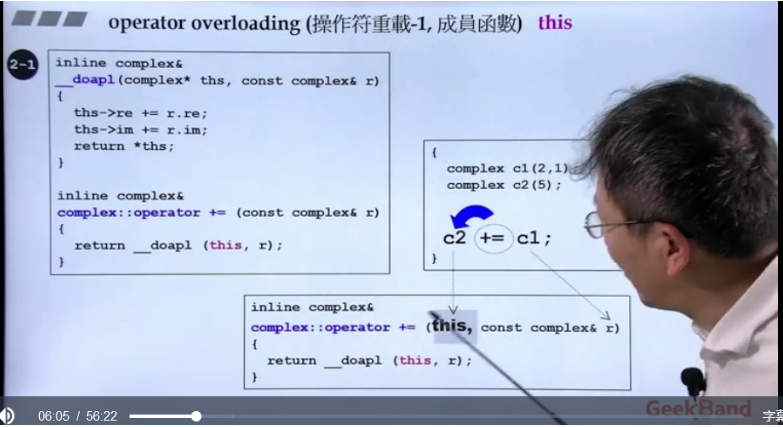 operator overloading (操作符重載-1, 成員函數) this
2-1
inline complex&
__doapl(complex* ths, const complex& r)
{
ths->re += r.re;
ths->im += r.im;
return *ths;
}
inline complex&
complex::operator += (const complex& r)
{
return __doapl (this, r);
}
{
complex c1(2,1)
complex c2(5);
c2 += c1;
}
inline complex&
complex::operator += (this, const complex& r)
{
return __doapl (this, r);
}
GeekBand
06:05 / 56:22
字幕